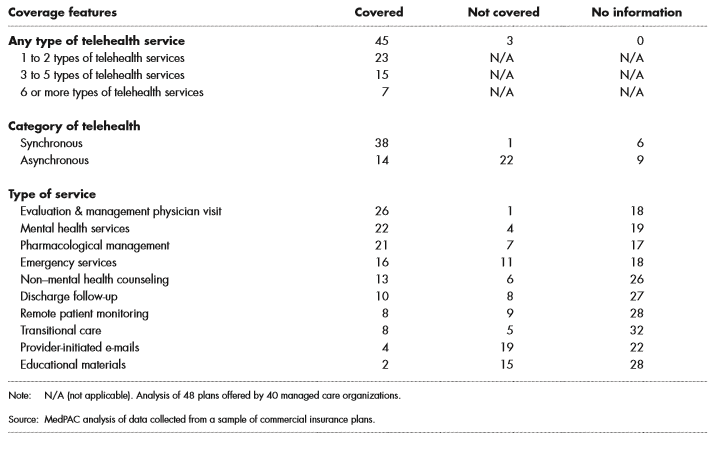 Coverage features Covered Not covered No information
Any type of telehealth service 45 3 0
1 to 2 types of telehealth services 23 N/A N/A
3 to 5 types of telehealth services 15 N/A N/A
6 or more types of telehealth services 7 N/A N/A
Category of telehealth
Synchronous 38 1 6
Asynchronous 14 22 9
Type of service
Evaluation & management physician visit 26 1 18
Mental health services 22 4 19
Pharmacological management 21 7 17
Emergency services 16 11 18
Non–mental health counseling 13 6 26
Discharge follow-up 10 8 27
Remote patient monitoring 8 9 28
Transitional care 8 5 32
Provider-initiated e-mails 4 19 22
Educational materials 2 15 28
Note: N/A (not applicable). Analysis of 48 plans offered by 40 managed care organizations.
Source: MedPAC analysis of data collected from a sample of commercial insurance plans.